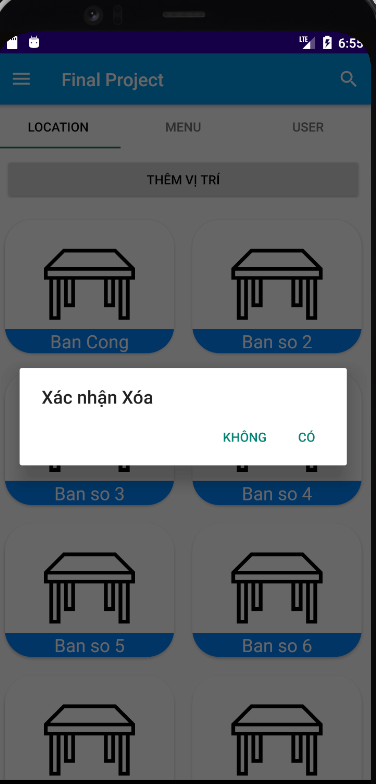 LTE 6:55
Final Project
LOCATION MENU USER
THÊM VỊ TRÍ
Ban Cong Ban so 2
Xác nhận Xóa
KHÔNG CÓ
Ban so 3 Ban so 4
Ban so 5 Ban so 6